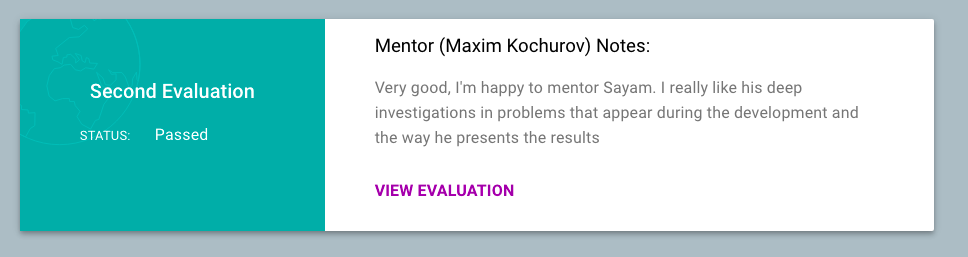 Second Evaluation
STATUS: Passed
Mentor (Maxim Kochurov) Notes:
Very good, I'm happy to mentor Sayam. I really like his deep
investigations in problems that appear during the development and
the way he presents the results
VIEW EVALUATION